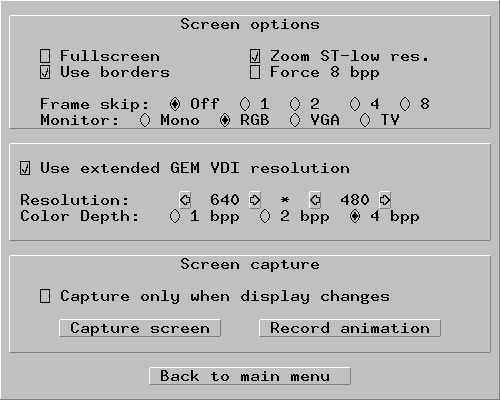 Screen options
Fullscreen Zoom ST-low res.
Use borders Force 8 bpp
Frame skip: Off 1 2 4 8
Monitor: Mono RGB VGA TV
Use extended GEM VDI resolution
Resolution: 640 * 480
Color Depth: 1 bpp 2 bpp 4 bpp
Screen capture
Capture only when display changes
Capture screen Record animation
Back to main menu